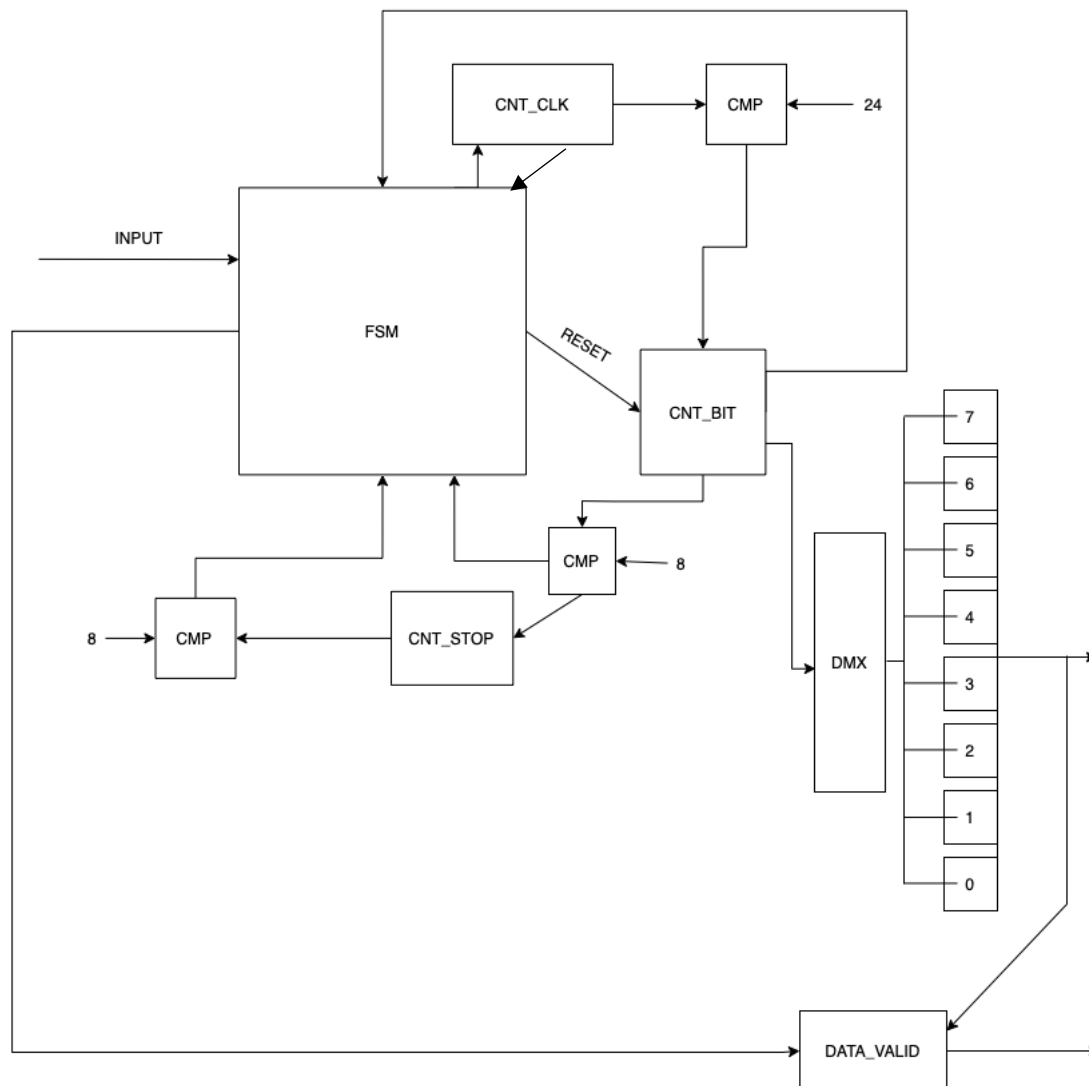 CNT_CLK
CMP
24
INPUT
FSM
RESET
CNT_BIT
7
6
5
4
3
2
1
0
CMP
8
8
CMP
CNT_STOP
DMX
DATA_VALID